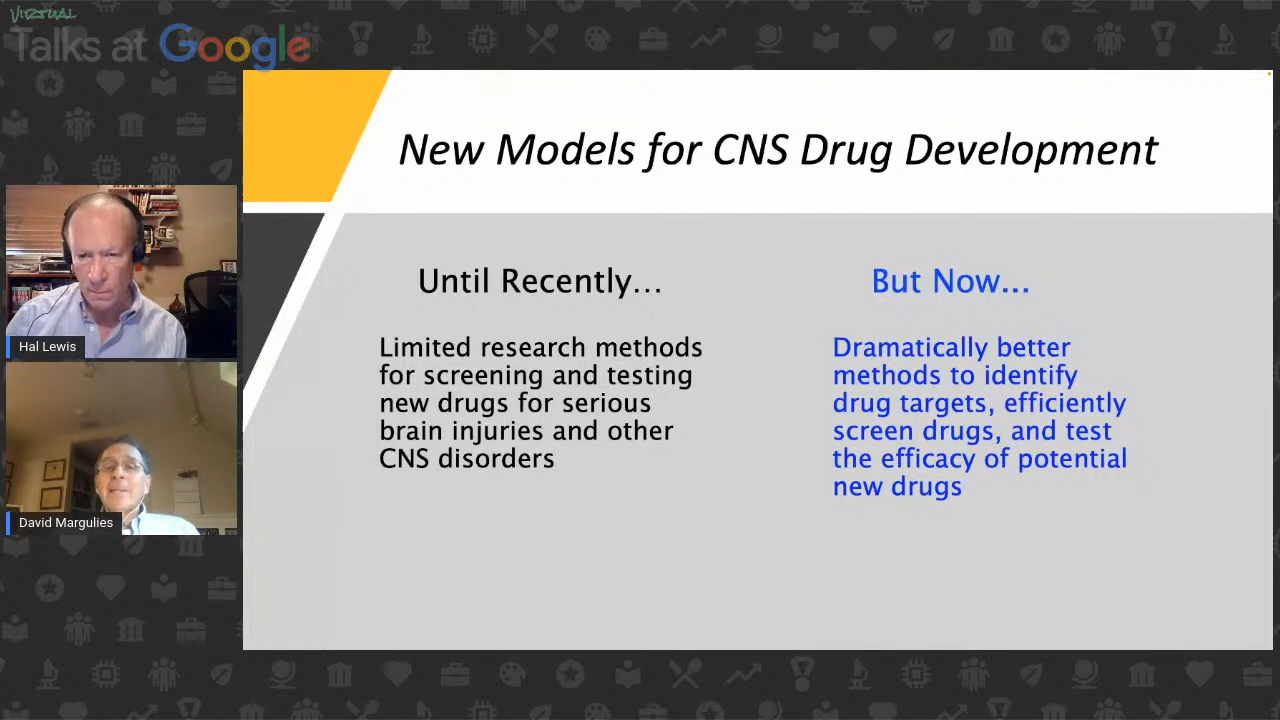 VIRTUAL
Talks at Google
New Models for CNS Drug Development
Until Recently...
Limited research methods
for screening and testing
new drugs for serious
brain injuries and other
CNS disorders
But Now...
Dramatically better
methods to identify
drug targets, efficiently
screen drugs, and test
the efficacy of potential
new drugs
Hal Lewis
David Margulies